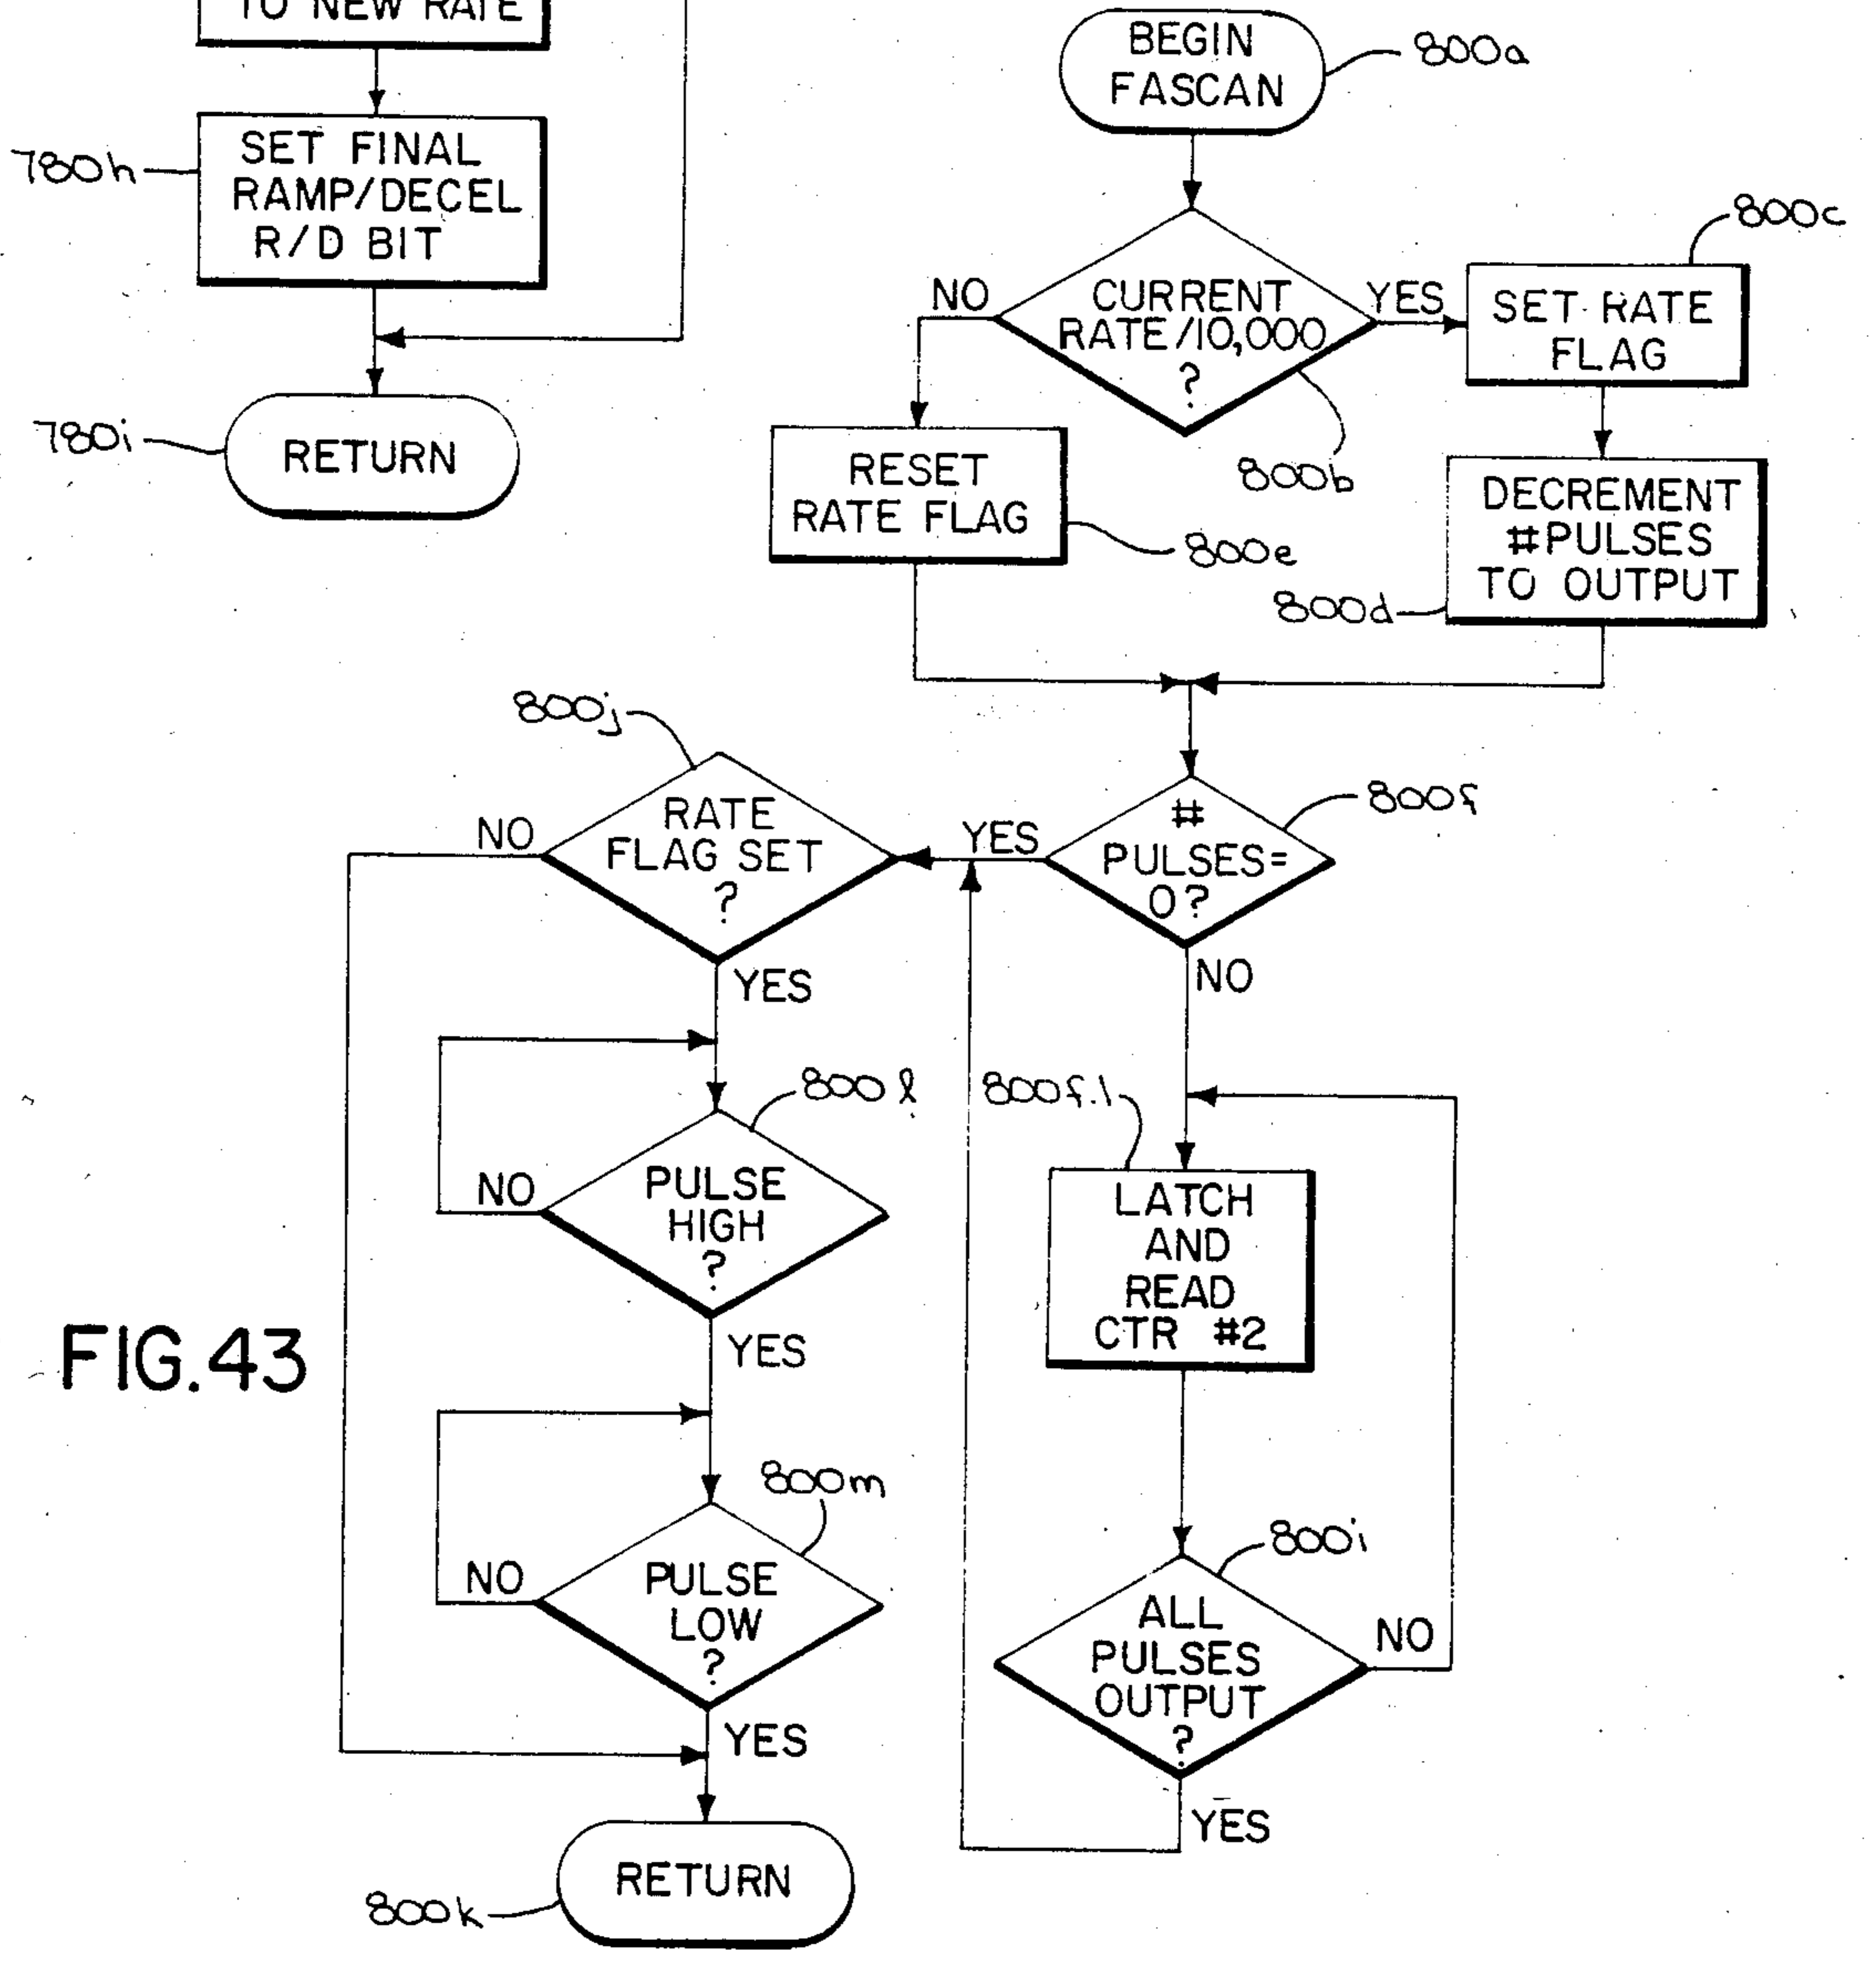 TO NEW RATE
780h
SET FINAL
RAMP/DECEL
R/D BIT
780i
RETURN
BEGIN
FASCAN
800a
CURRENT
RATE/10,000
?
NO
YES
800b
800c
SET RATE
FLAG
RESET
RATE FLAG
800e
DECREMENT
#PULSES
TO OUTPUT
800d
800j
RATE
FLAG SET
?
NO
YES
YES
#
PULSES=
0?
800f
NO
800l
PULSE
HIGH
?
NO
YES
800f.1
LATCH
AND
READ
CTR #2
FIG.43
800m
PULSE
LOW
?
NO
YES
800i
ALL
PULSES
OUTPUT
?
NO
YES
RETURN
800k